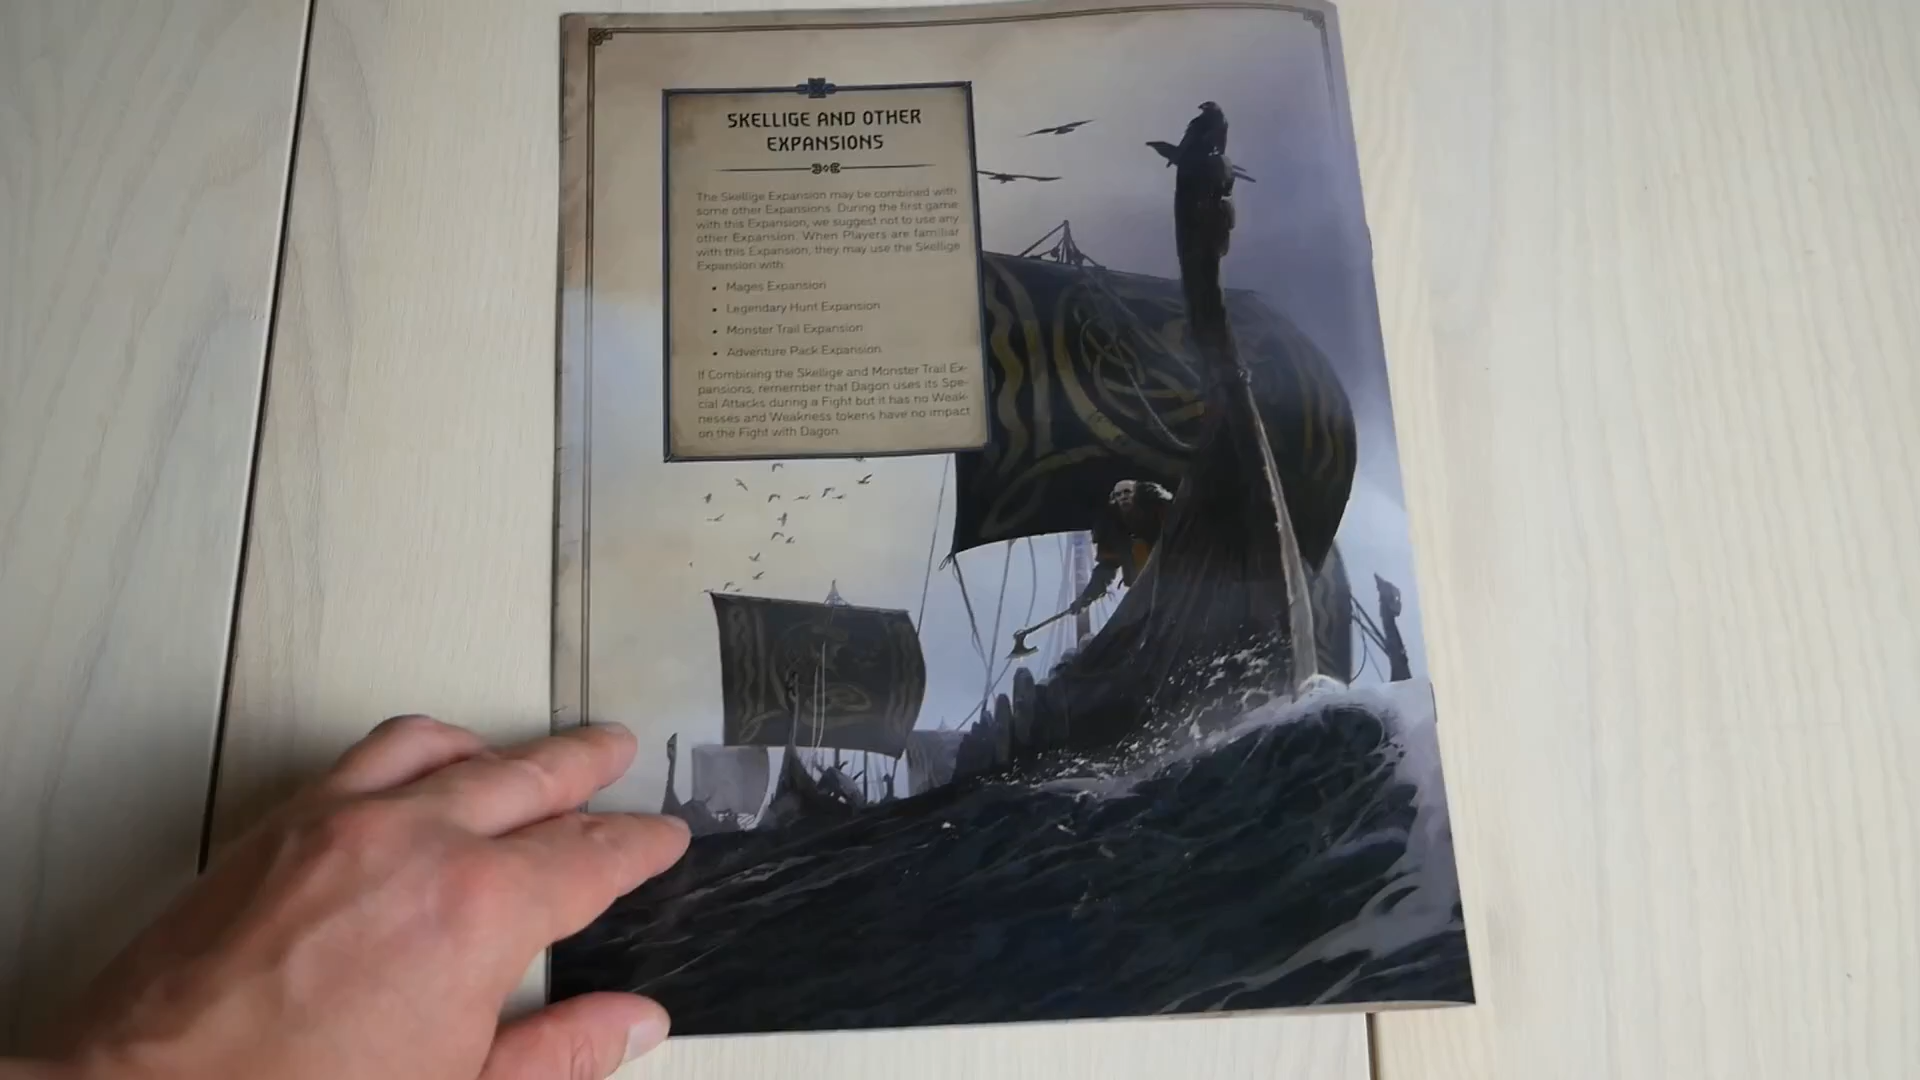 SKELLIGE AND OTHER
EXPANSIONS
The Skellige Expansion may be combined with
some other Expansions. During the first game
with this Expansion, we suggest not to use any
other Expansion. When Players are familiar
with this Expansion, they may use the Skellige
Expansion with:
• Mages Expansion
• Legendary Hunt Expansion
• Monster Trail Expansion
• Adventure Pack Expansion.
If Combining the Skellige and Monster Trail Ex-
pansions, remember that Dagon uses its Spe-
cial Attacks during a Fight but it has no Weak-
nesses and Weakness tokens have no impact
on the Fight with Dagon.